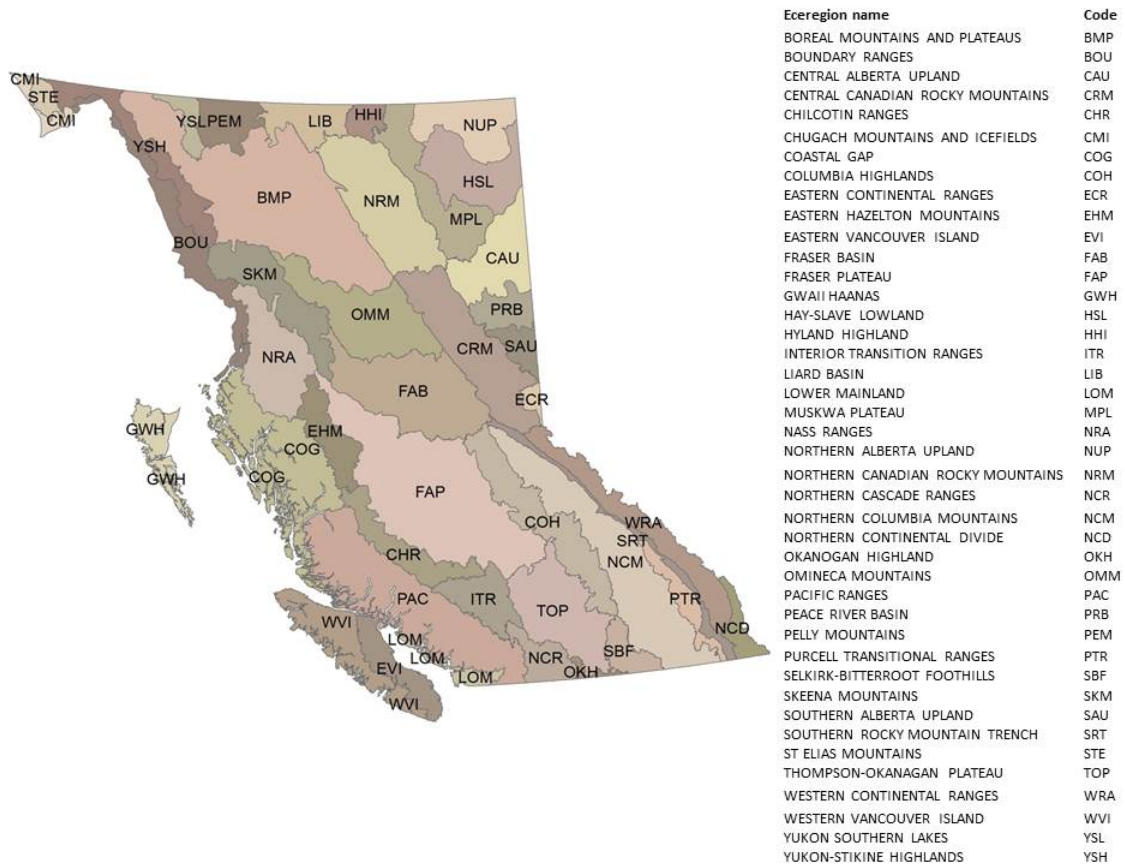 CMI
STE
CMI
YSH
YSL PEM
LIB
HHI
NUP
BMP
NRM
HSL
MPL
BOU
SKM
CAU
OMM
PRB
NRA
CRM
SAU
FAB
ECR
GWH
EHM
COG
GWH
COG
FAP
COH
WRA
SRT
CHR
NCM
PAC
ITR
TOP
PTR
WVI
LOM
NCD
EVI
LOM
NCR
SBF
LOM
OKH
WVI
Eceregion name Code
BOREAL MOUNTAINS AND PLATEAUS BMP
BOUNDARY RANGES BOU
CENTRAL ALBERTA UPLAND CAU
CENTRAL CANADIAN ROCKY MOUNTAINS CRM
CHILCOTIN RANGES CHR
CHUGACH MOUNTAINS AND ICEFIELDS CMI
COASTAL GAP COG
COLUMBIA HIGHLANDS COH
EASTERN CONTINENTAL RANGES ECR
EASTERN HAZELTON MOUNTAINS EHM
EASTERN VANCOUVER ISLAND EVI
FRASER BASIN FAB
FRASER PLATEAU FAP
GWAII HAANAS GWH
HAY-SLAVE LOWLAND HSL
HYLAND HIGHLAND HHI
INTERIOR TRANSITION RANGES ITR
LIARD BASIN LIB
LOWER MAINLAND LOM
MUSKWA PLATEAU MPL
NASS RANGES NRA
NORTHERN ALBERTA UPLAND NUP
NORTHERN CANADIAN ROCKY MOUNTAINS NRM
NORTHERN CASCADE RANGES NCR
NORTHERN COLUMBIA MOUNTAINS NCM
NORTHERN CONTINENTAL DIVIDE NCD
OKANOGAN HIGHLAND OKH
OMINECA MOUNTAINS OMM
PACIFIC RANGES PAC
PEACE RIVER BASIN PRB
PELLY MOUNTAINS PEM
PURCELL TRANSITIONAL RANGES PTR
SELKIRK-BITTERROOT FOOTHILLS SBF
SKEENA MOUNTAINS SKM
SOUTHERN ALBERTA UPLAND SAU
SOUTHERN ROCKY MOUNTAIN TRENCH SRT
ST ELIAS MOUNTAINS STE
THOMPSON-OKANAGAN PLATEAU TOP
WESTERN CONTINENTAL RANGES WRA
WESTERN VANCOUVER ISLAND WVI
YUKON SOUTHERN LAKES YSL
YUKON-STIKINE HIGHLANDS YSH